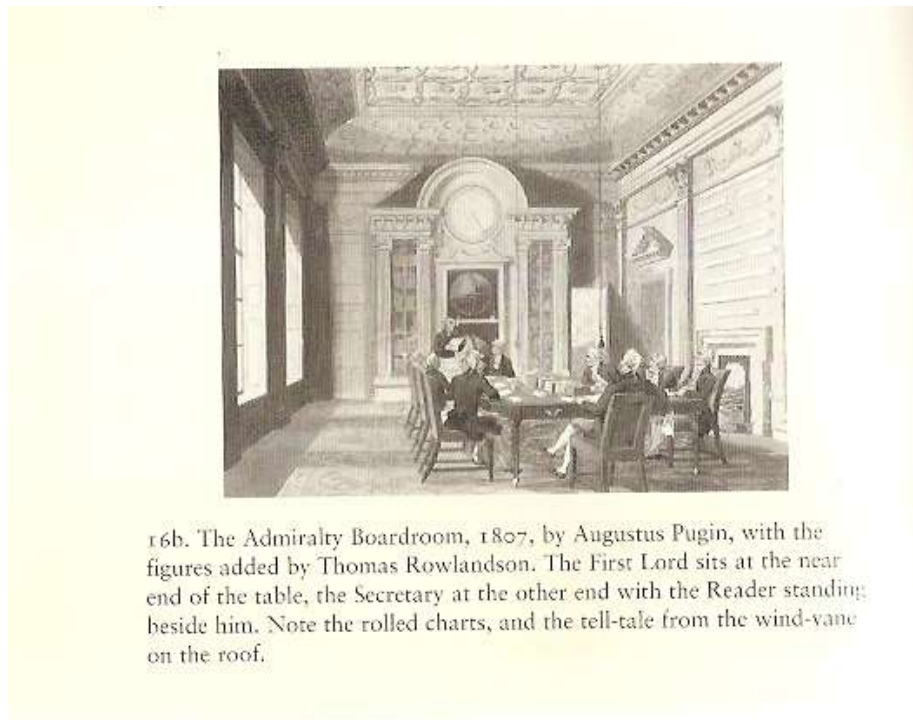 16b. The Admiralty Boardroom, 1807, by Augustus Pugin, with the
figures added by Thomas Rowlandson. The First Lord sits at the near
end of the table, the Secretary at the other end with the Reader standing
beside him. Note the rolled charts, and the tell-tale from the wind-vane
on the roof.